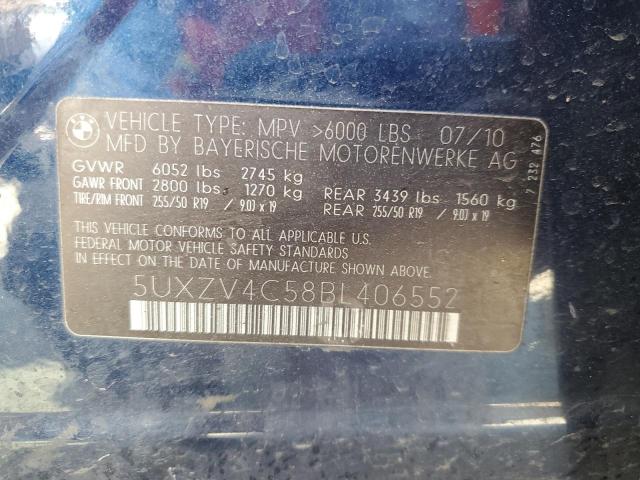 BMW
VEHICLE TYPE: MPV >6000 LBS 07/10
MFD BY BAYERISCHE MOTORENWERKE AG
GVWR 6052 lbs 2745 kg
GAWR FRONT 2800 lbs 1270 kg REAR 3439 lbs 1560 kg
TIRE/RIM FRONT 255/50 R19 / 9.0J x 19 REAR 255/50 R19 / 9.0J x 19
THIS VEHICLE CONFORMS TO ALL APPLICABLE U.S.
FEDERAL MOTOR VEHICLE SAFETY STANDARDS
IN EFFECT ON THE DATE OF MANUFACTURE SHOWN ABOVE.
5UXZV4C58BL406552
7 232 476